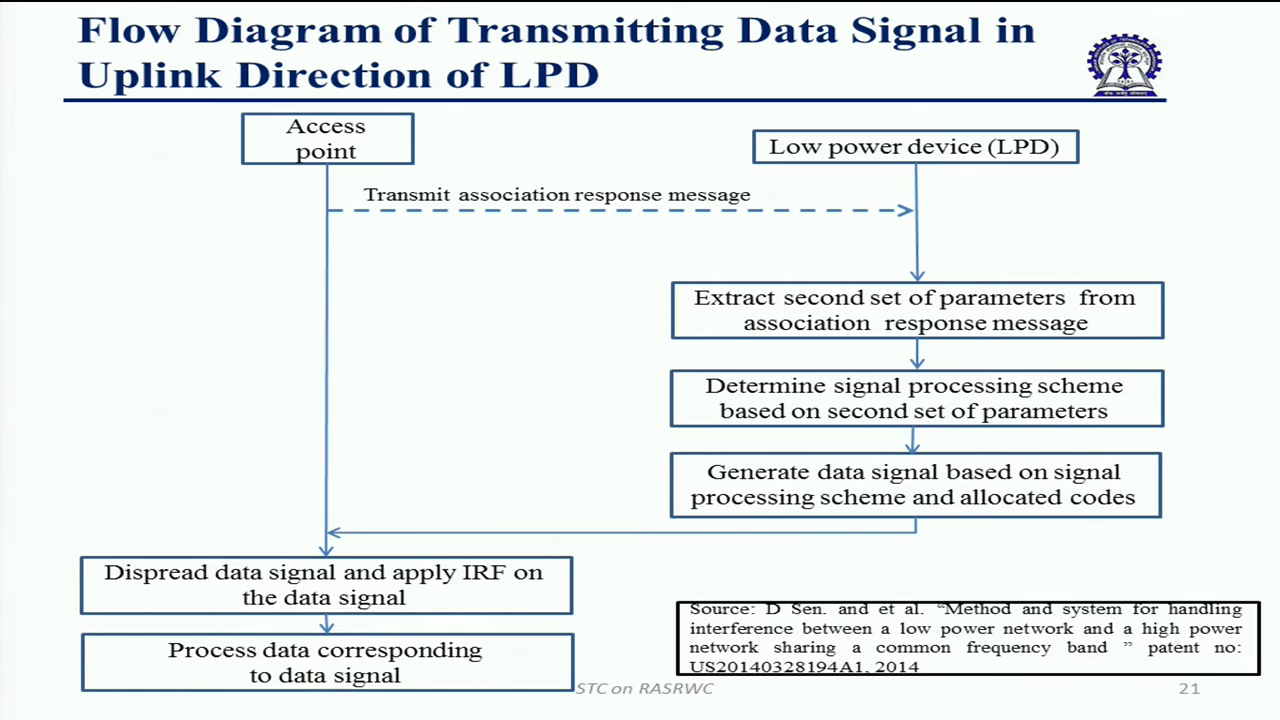 Flow Diagram of Transmitting Data Signal in
Uplink Direction of LPD
Access
point
Low power device (LPD)
Transmit association response message
Extract second set of parameters from
association response message
Determine signal processing scheme
based on second set of parameters
Generate data signal based on signal
processing scheme and allocated codes
Dispread data signal and apply IRF on
the data signal
Process data corresponding
to data signal
Source: D Sen. and et al. “Method and system for handling
interference between a low power network and a high power
network sharing a common frequency band ” patent no:
US20140328194A1, 2014
STC on RASRWC
21